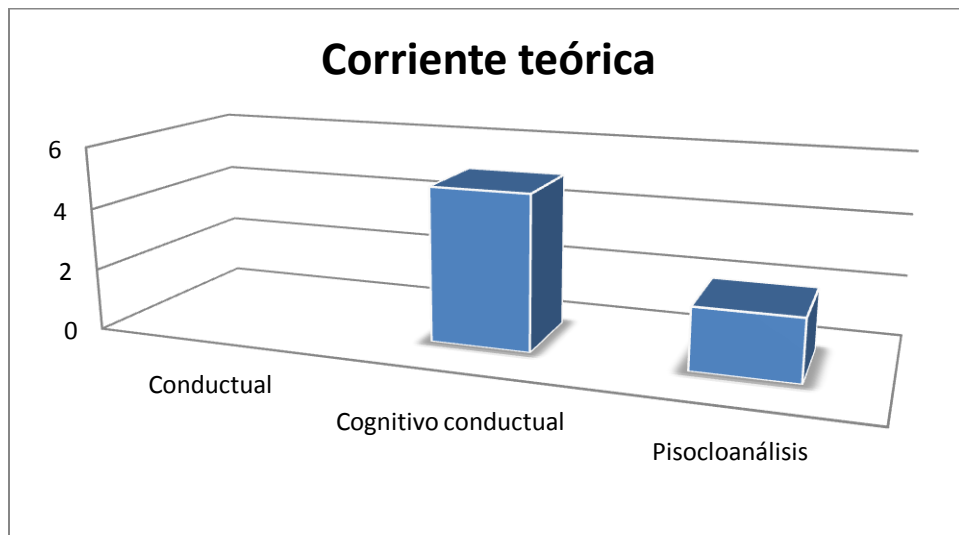 Corriente teórica
6
4
2
0
Conductual
Cognitivo conductual
Pisocloanálisis